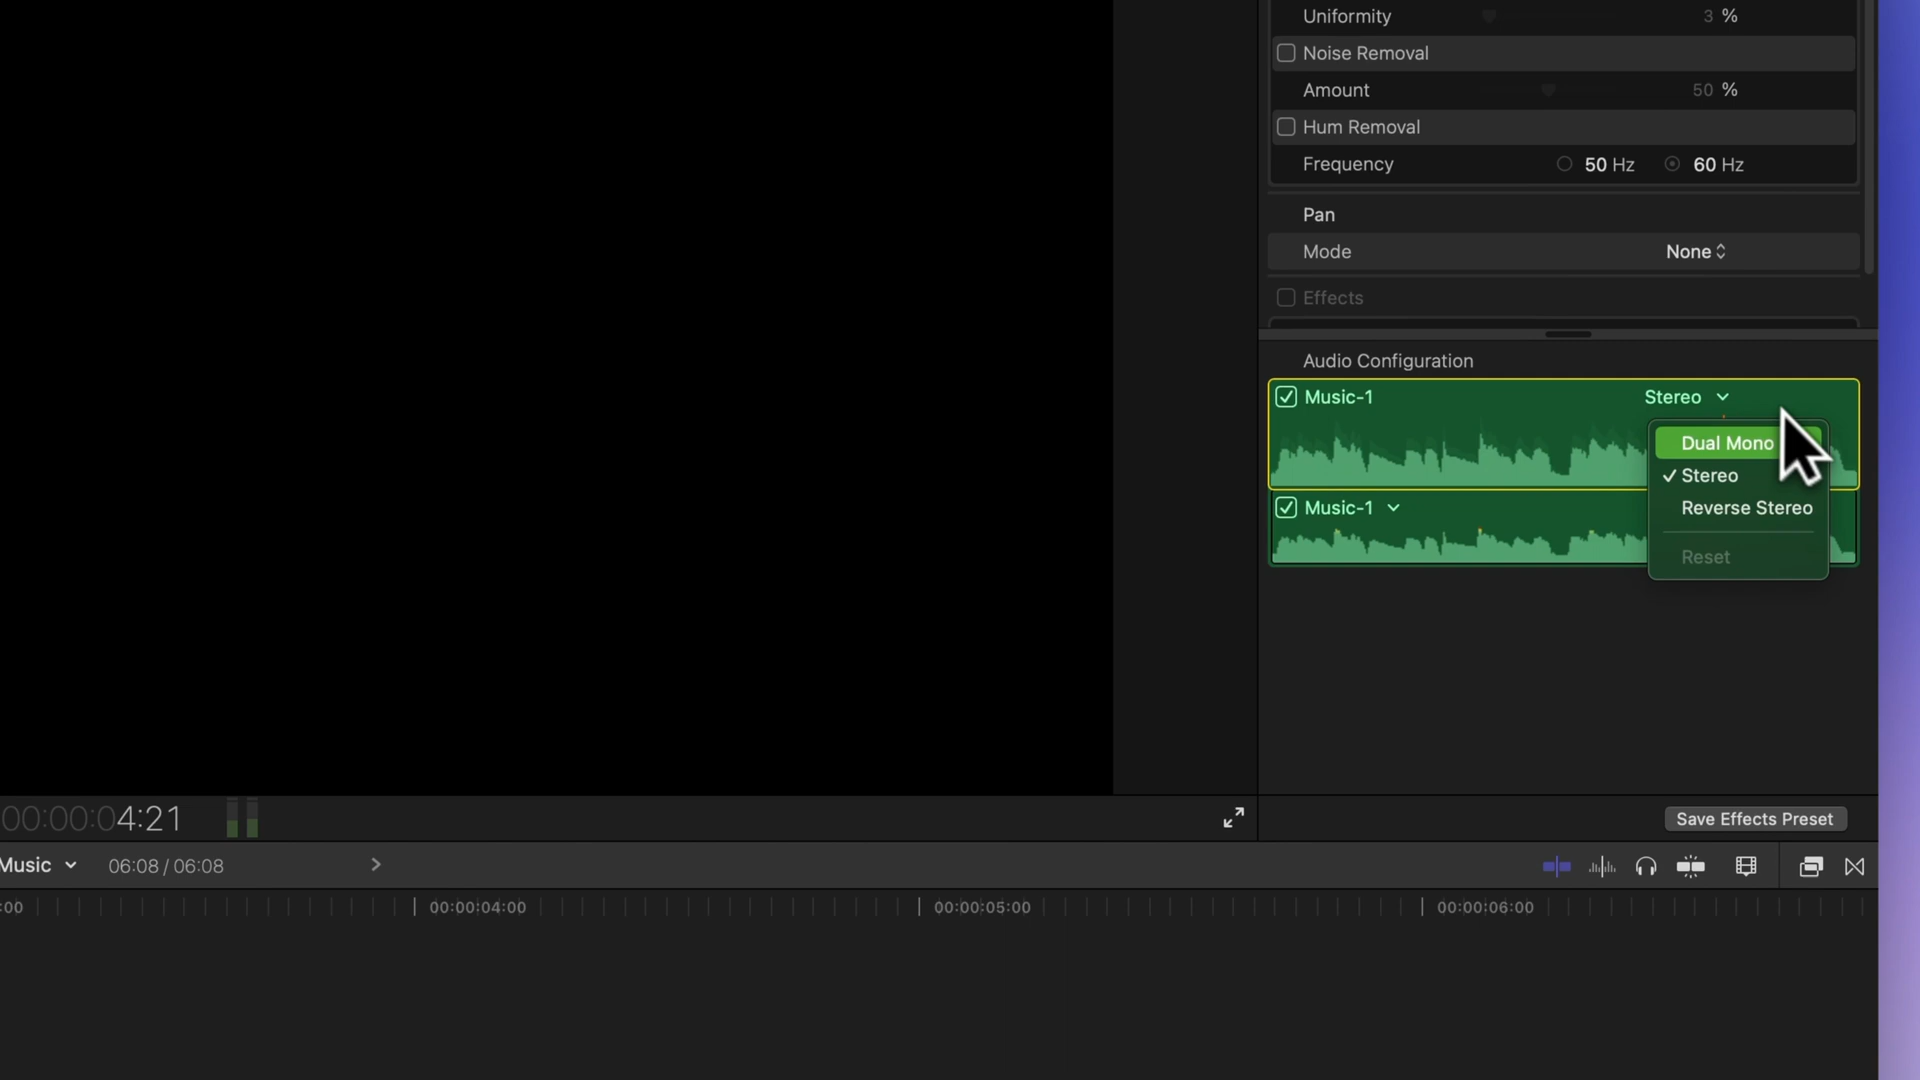 Uniformity 3 %
Noise Removal
Amount 50 %
Hum Removal
Frequency 50 Hz 60 Hz
Pan
Mode None
Effects
Audio Configuration
Music-1 Stereo
Dual Mono
Stereo
Music-1 Reverse Stereo
Reset
00:00:04:21
Save Effects Preset
Music 06:08 / 06:08
:00 00:00:04:00 00:00:05:00 00:00:06:00